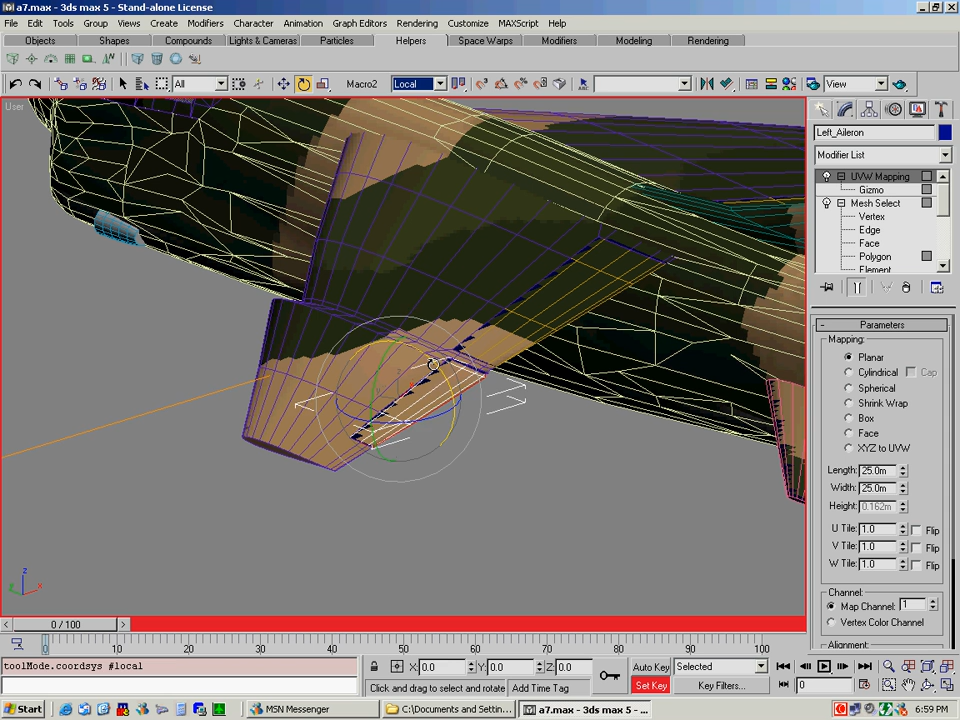 a7.max - 3ds max 5 - Stand-alone License
File Edit Tools Group Views Create Modifiers Character Animation Graph Editors Rendering Customize MAXScript Help
Objects Shapes Compounds Lights & Cameras Particles Helpers Space Warps Modifiers Modeling Rendering
All Macro2 Local View
User
Left_Aileron
Modifier List
UVW Mapping
Gizmo
Mesh Select
Vertex
Edge
Face
Polygon
Element
- Parameters
Mapping:
Planar
Cylindrical Cap
Spherical
Shrink Wrap
Box
Face
XYZ to UVW
Length: 25.0m
Width: 25.0m
Height: 0.162m
U Tile: 1.0 Flip
V Tile: 1.0 Flip
W Tile: 1.0 Flip
Channel:
Map Channel: 1
Vertex Color Channel
Alignment:
z
x
< 0 / 100 >
0 10 20 30 40 50 60 70 80 90 100
toolMode.coordsys #local
X: 0.0 Y: 0.0 Z: 0.0
Auto Key Selected
Click and drag to select and rotate Add Time Tag
Set Key Key Filters... 0
Start MSN Messenger C:\Documents and Settin... a7.max - 3ds max 5 - ... 6:59 PM